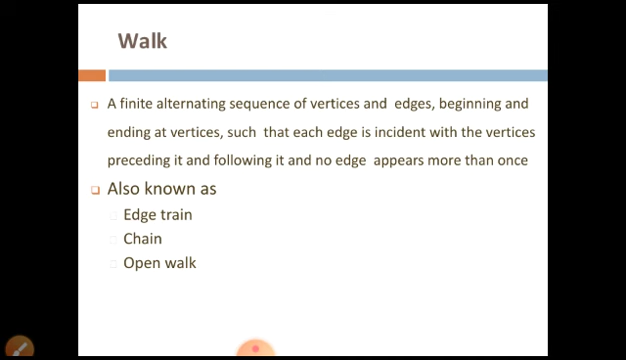 Walk
A finite alternating sequence of vertices and edges, beginning and
ending at vertices, such that each edge is incident with the vertices
preceding it and following it and no edge appears more than once
Also known as
Edge train
Chain
Open walk